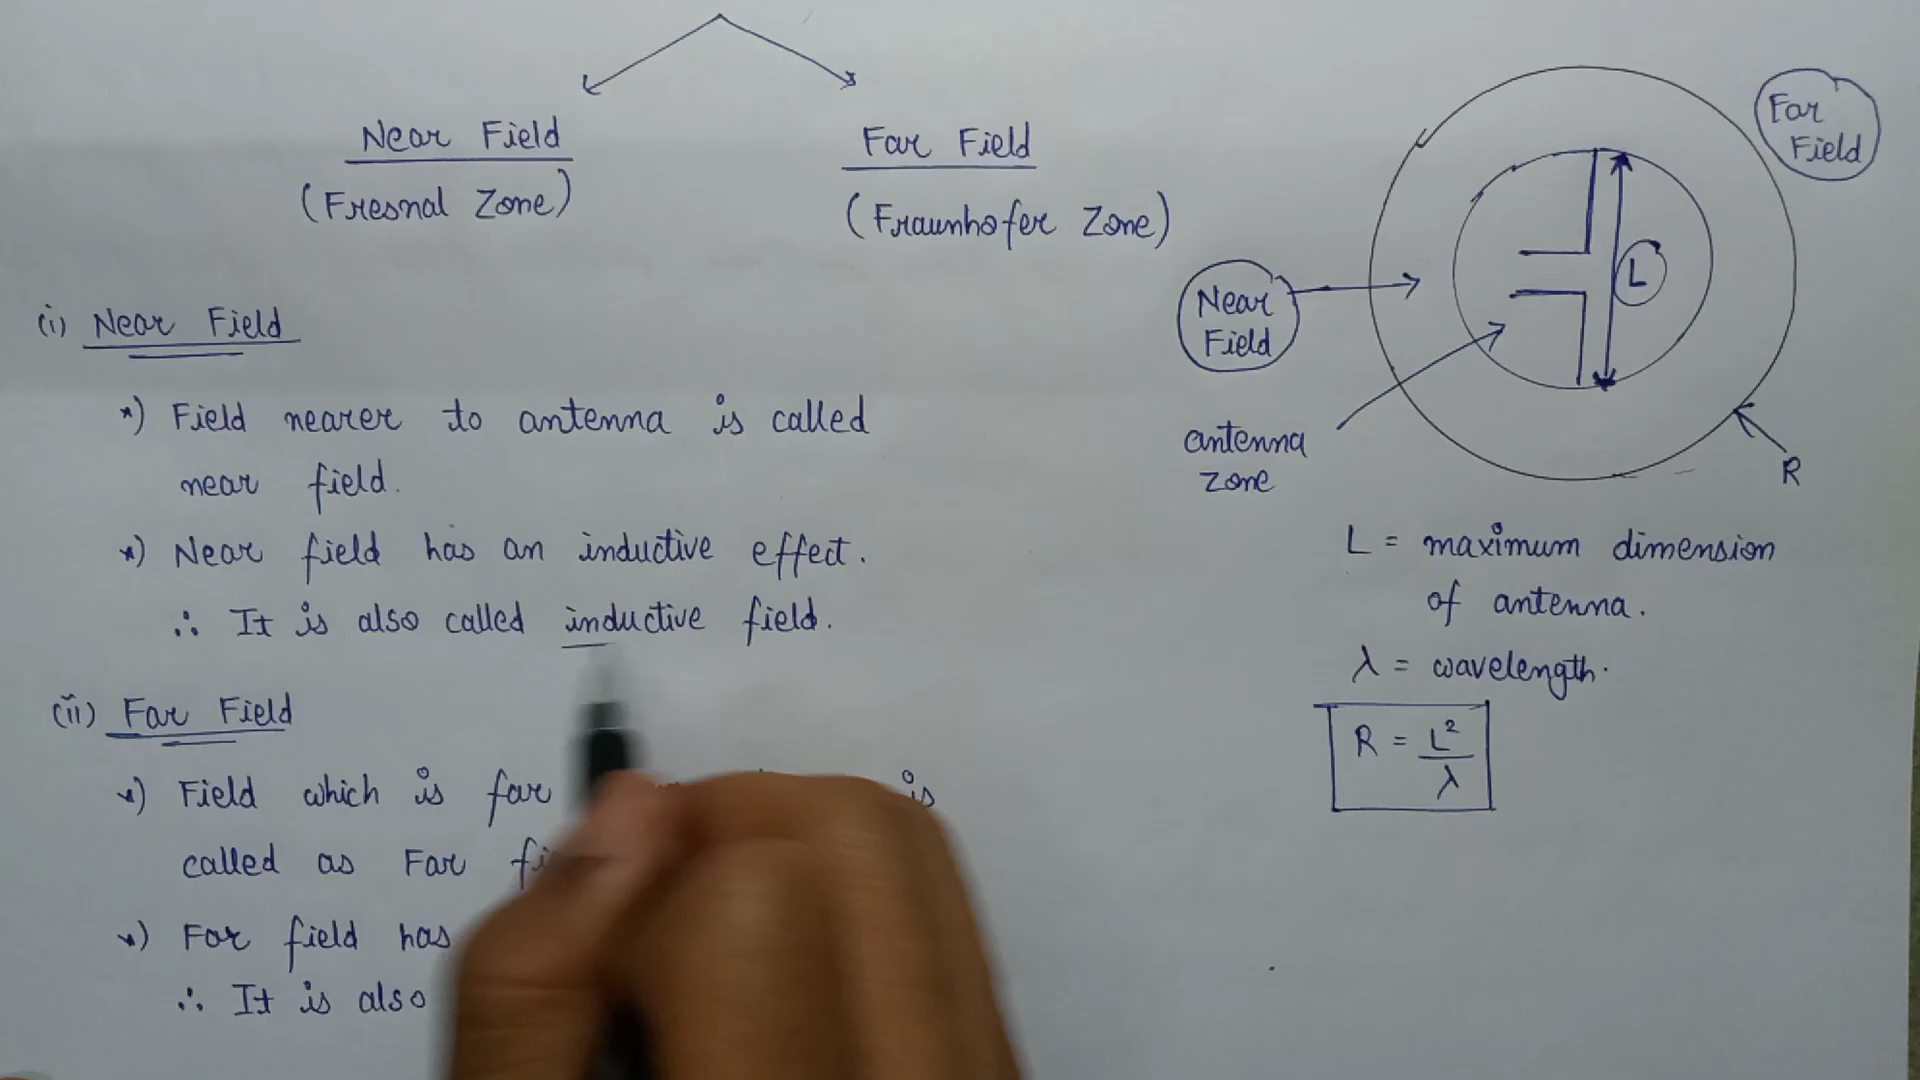 Near Field
(Fresnal Zone)
Far Field
(Fraunhofer Zone)
(i) Near Field
*) Field nearer to antenna is called
near field.
*) Near field has an inductive effect.
∴ It is also called inductive field.
(ii) Far Field
*) Field which is far is
called as Far
*) Far field has
∴ It is also
Far
Field
L
Near
Field
antenna
zone
R
L = maximum dimension
of antenna.
λ = wavelength.
R = L²/λ